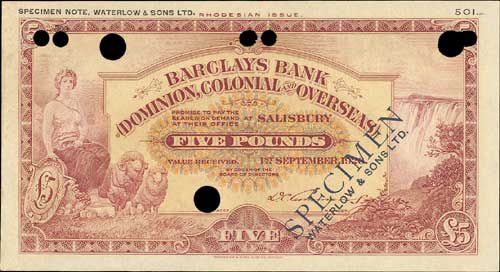 SPECIMEN NOTE, WATERLOW & SONS LTD. RHODESIAN ISSUE. 501
£5
BARCLAYS BANK
(DOMINION, COLONIAL AND OVERSEAS)
PROMISE TO PAY THE
BEARER ON DEMAND AT SALISBURY
AT THEIR OFFICE
FIVE POUNDS
VALUE RECEIVED. 1ST SEPTEMBER,
BY ORDER OF THE
BOARD OF DIRECTORS
SPECIMEN
WATERLOW & SONS LTD.
£5
FIVE
£5